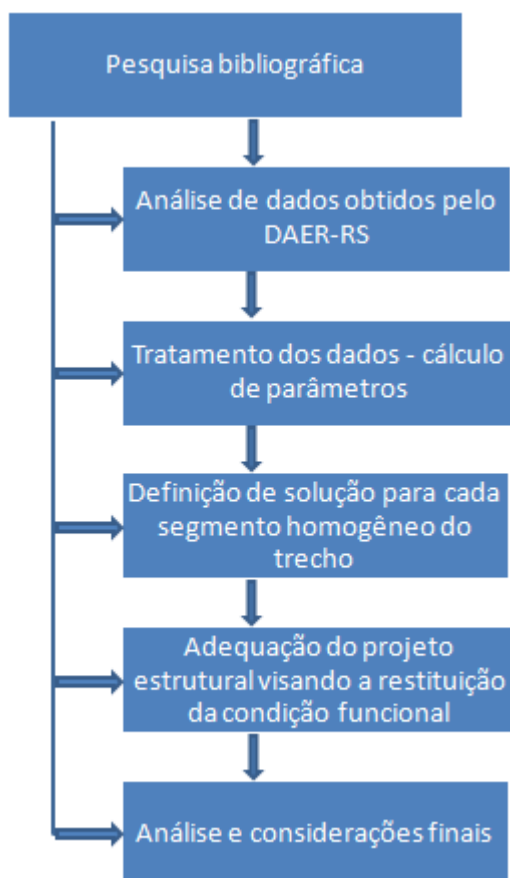 Pesquisa bibliográfica
Análise de dados obtidos pelo
DAER-RS
Tratamento dos dados - cálculo
de parâmetros
Definição de solução para cada
segmento homogêneo do
trecho
Adequação do projeto
estrutural visando a restituição
da condição funcional
Análise e considerações finais